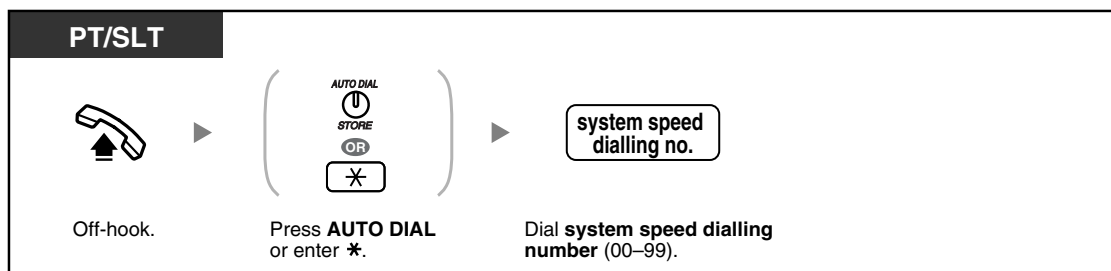 PT/SLT
AUTO DIAL
STORE
OR
*
system speed
dialling no.
Off-hook.
Press AUTO DIAL
or enter *.
Dial system speed dialling
number (00–99).